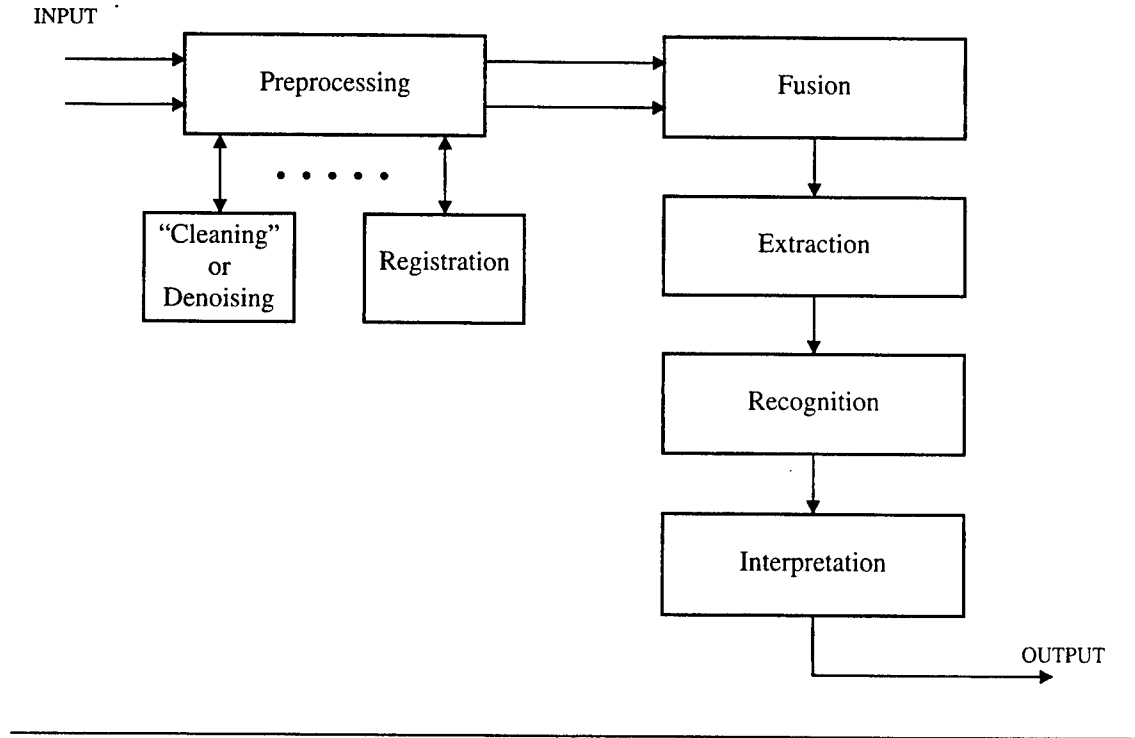 INPUT
Preprocessing
Fusion
“Cleaning”
or
Denoising
Registration
Extraction
Recognition
Interpretation
OUTPUT